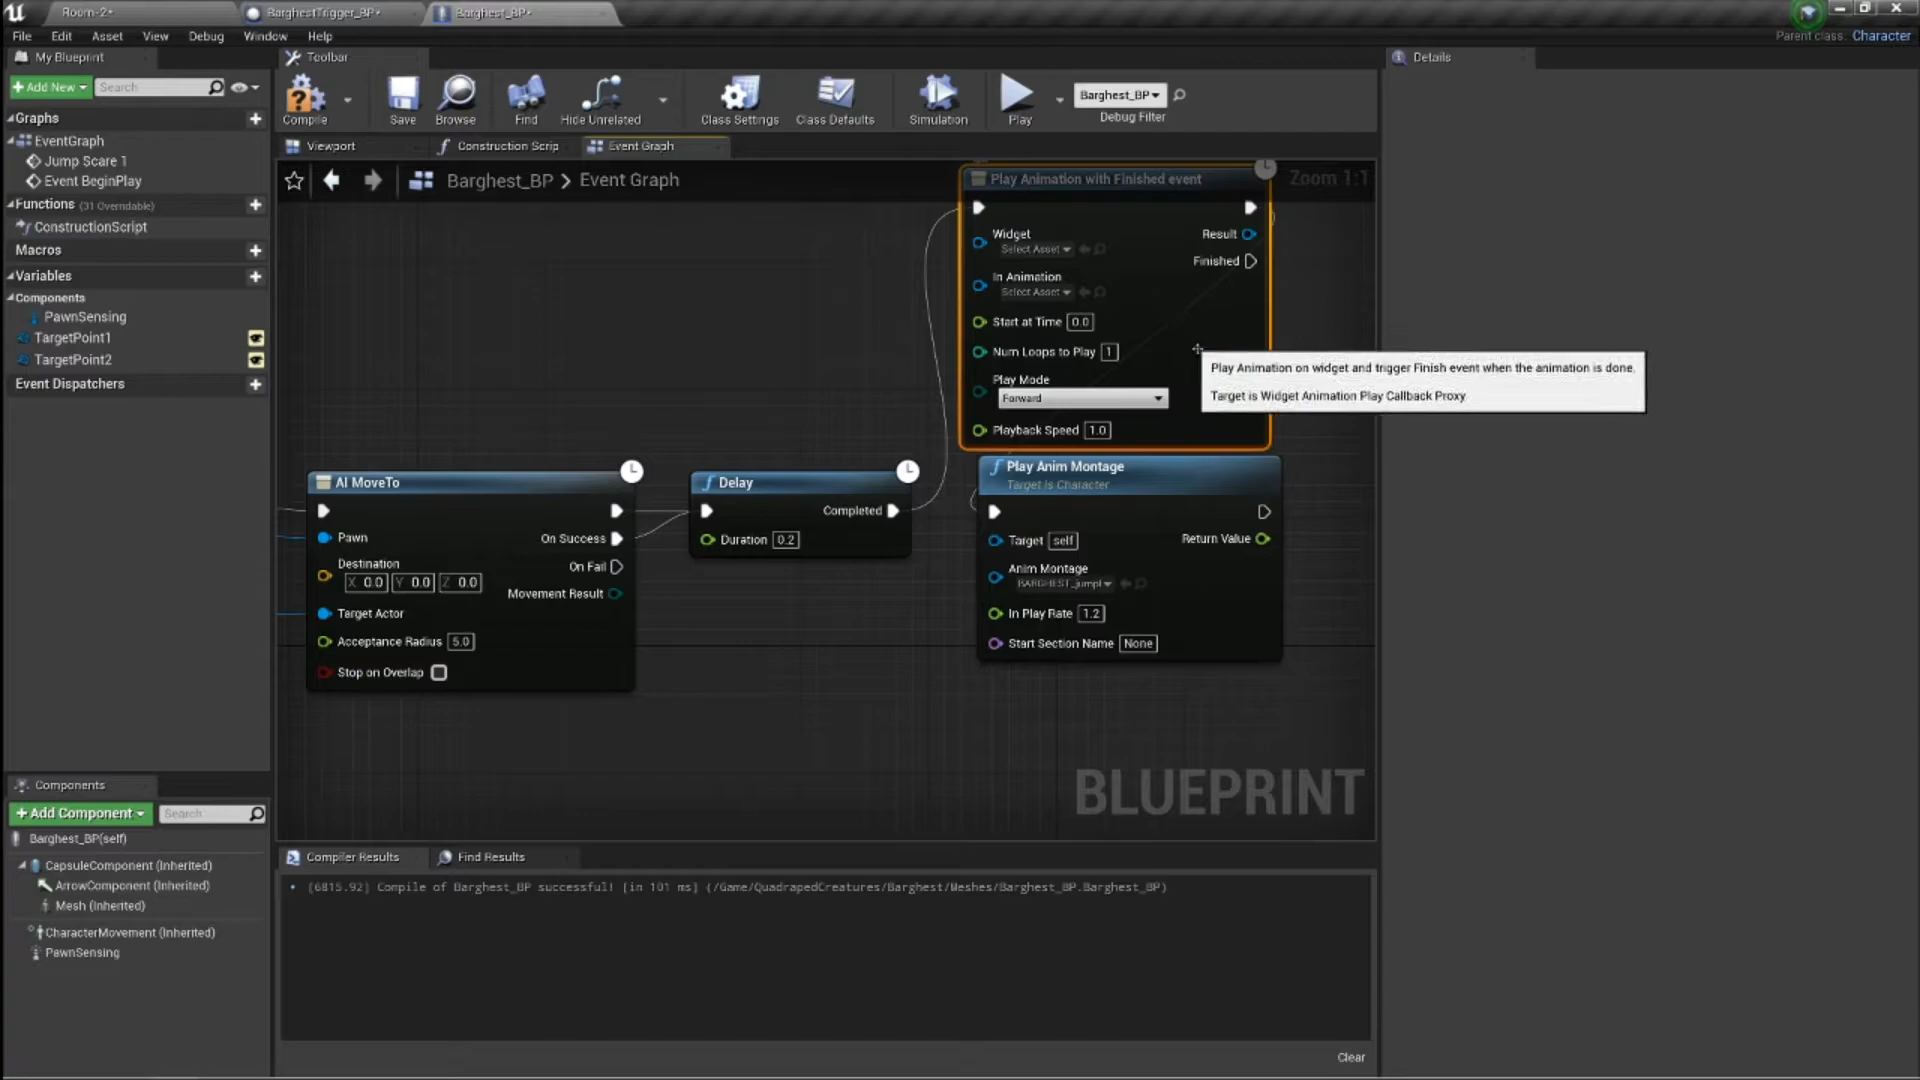 Room-2*
BarghestTrigger_BP*
Barghest_BP*
File Edit Asset View Debug Window Help
Parent class: Character
My Blueprint
Toolbar
Details
+ Add New
Search
Compile
Save
Browse
Find
Hide Unrelated
Class Settings
Class Defaults
Simulation
Play
Barghest_BP
Debug Filter
Graphs
EventGraph
Jump Scare 1
Event BeginPlay
Functions (31 Overridable)
ConstructionScript
Macros
Variables
Components
PawnSensing
TargetPoint1
TargetPoint2
Event Dispatchers
Viewport
Construction Scrip
Event Graph
Barghest_BP > Event Graph
Zoom 1:1
Play Animation with Finished event
Widget
Select Asset
Result
Finished
In Animation
Select Asset
Start at Time 0.0
Num Loops to Play 1
Play Mode
Forward
Playback Speed 1.0
Play Animation on widget and trigger Finish event when the animation is done.
Target is Widget Animation Play Callback Proxy
AI MoveTo
Pawn
On Success
Destination
X 0.0 Y 0.0 Z 0.0
On Fail
Movement Result
Target Actor
Acceptance Radius 5.0
Stop on Overlap
Delay
Completed
Duration 0.2
Play Anim Montage
Target is Character
Target self
Return Value
Anim Montage
BARGHEST_jumpl
In Play Rate 1.2
Start Section Name None
BLUEPRINT
Components
+ Add Component
Search
Barghest_BP(self)
CapsuleComponent (Inherited)
ArrowComponent (Inherited)
Mesh (Inherited)
CharacterMovement (Inherited)
PawnSensing
Compiler Results
Find Results
[6815.92] Compile of Barghest_BP successful! [in 101 ms] (/Game/QuadrapedCreatures/Barghest/Meshes/Barghest_BP.Barghest_BP)
Clear